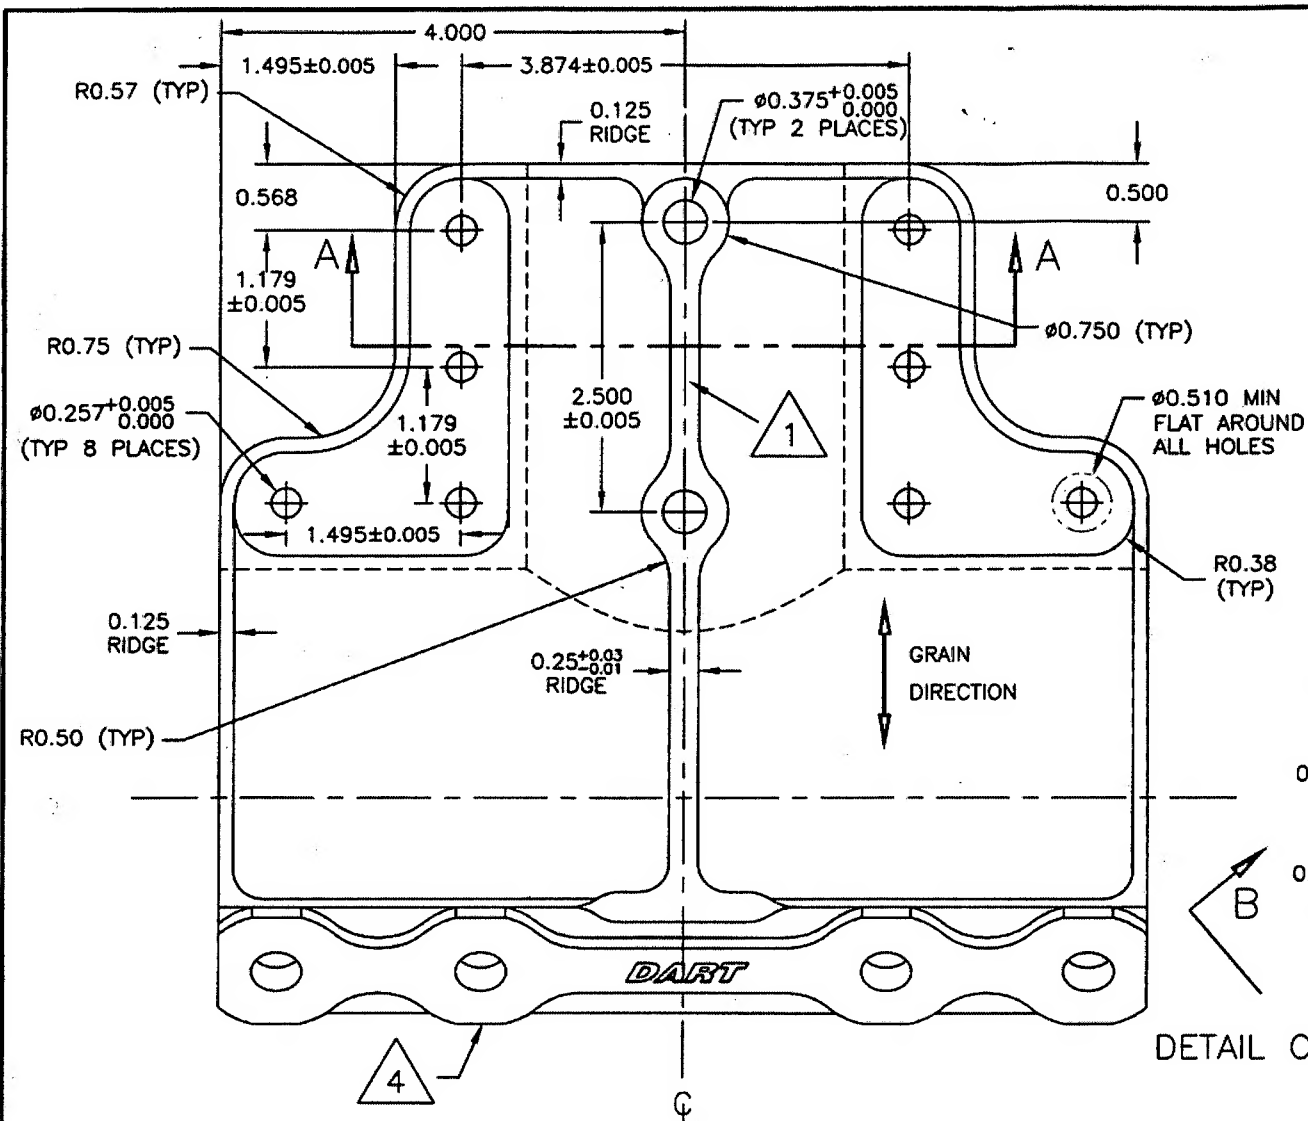 4.000
1.495±0.005
3.874±0.005
R0.57 (TYP)
0.125
RIDGE
ø0.375+0.005
0.000
(TYP 2 PLACES)
0.568
0.500
A
A
1.179
±0.005
ø0.750 (TYP)
R0.75 (TYP)
2.500
±0.005
1
ø0.257+0.005
0.000
(TYP 8 PLACES)
1.179
±0.005
ø0.510 MIN
FLAT AROUND
ALL HOLES
1.495±0.005
R0.38
(TYP)
0.125
RIDGE
0.25+0.03
-0.01
RIDGE
GRAIN
DIRECTION
R0.50 (TYP)
0
0
B
DART
DETAIL C
4
℄